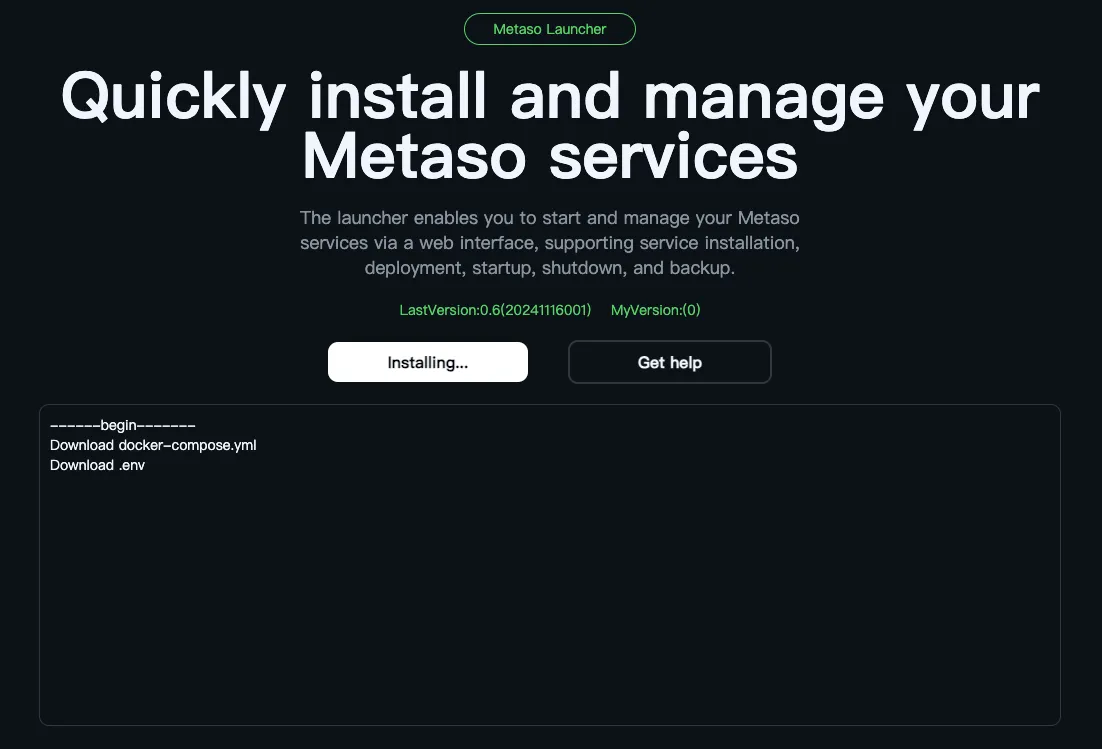 Metaso Launcher
Quickly install and manage your
Metaso services
The launcher enables you to start and manage your Metaso
services via a web interface, supporting service installation,
deployment, startup, shutdown, and backup.
LastVersion:0.6(20241116001) MyVersion:(0)
Installing... Get help
------begin-------
Download docker-compose.yml
Download .env